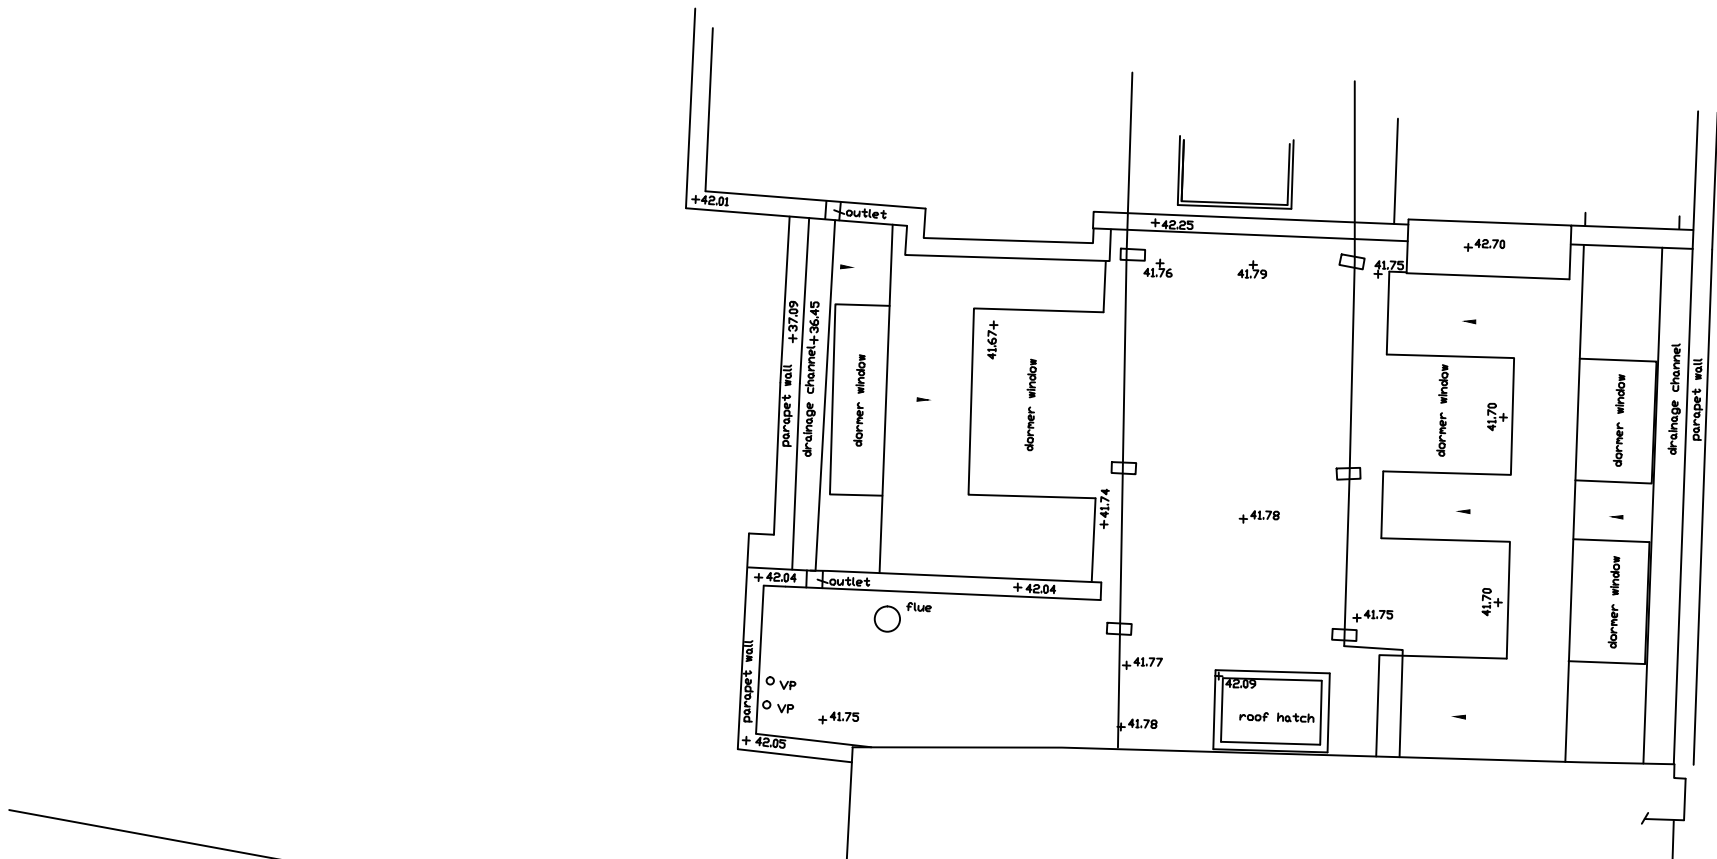 +42.01
outlet
+42.25
+42.70
41.76
41.79
41.75
+37.09
+36.45
41.67+
parapet wall
drainage channel
dormer window
dormer window
dormer window
41.70
dormer window
drainage channel
parapet wall
41.74
+41.78
+42.04
outlet
+42.04
flue
41.70
dormer window
+41.75
parapet wall
+41.77
VP
VP
42.09
roof hatch
+41.75
+41.78
+42.05